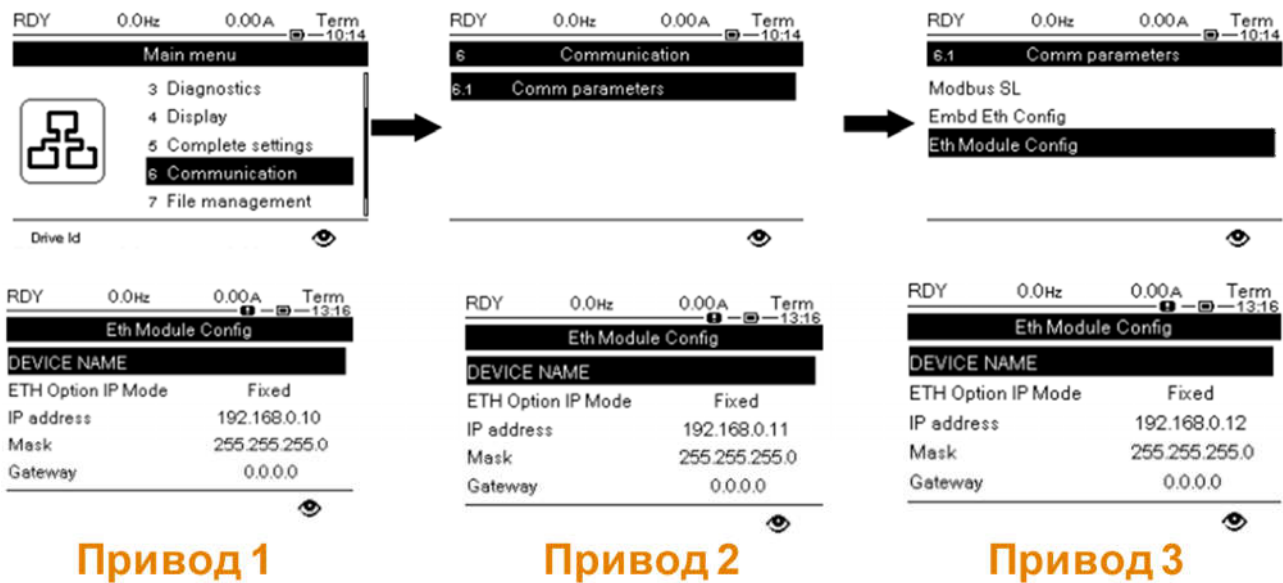 RDY 0.0Hz 0.00A Term
10:14
Main menu
3 Diagnostics
4 Display
5 Complete settings
6 Communication
7 File management
Drive Id
RDY 0.0Hz 0.00A Term
10:14
6 Communication
6.1 Comm parameters
RDY 0.0Hz 0.00A Term
10:14
6.1 Comm parameters
Modbus SL
Embd Eth Config
Eth Module Config
RDY 0.0Hz 0.00A Term
13:16
Eth Module Config
DEVICE NAME
ETH Option IP Mode Fixed
IP address 192.168.0.10
Mask 255.255.255.0
Gateway 0.0.0.0
Привод 1
RDY 0.0Hz 0.00A Term
13:16
Eth Module Config
DEVICE NAME
ETH Option IP Mode Fixed
IP address 192.168.0.11
Mask 255.255.255.0
Gateway 0.0.0.0
Привод 2
RDY 0.0Hz 0.00A Term
13:16
Eth Module Config
DEVICE NAME
ETH Option IP Mode Fixed
IP address 192.168.0.12
Mask 255.255.255.0
Gateway 0.0.0.0
Привод 3